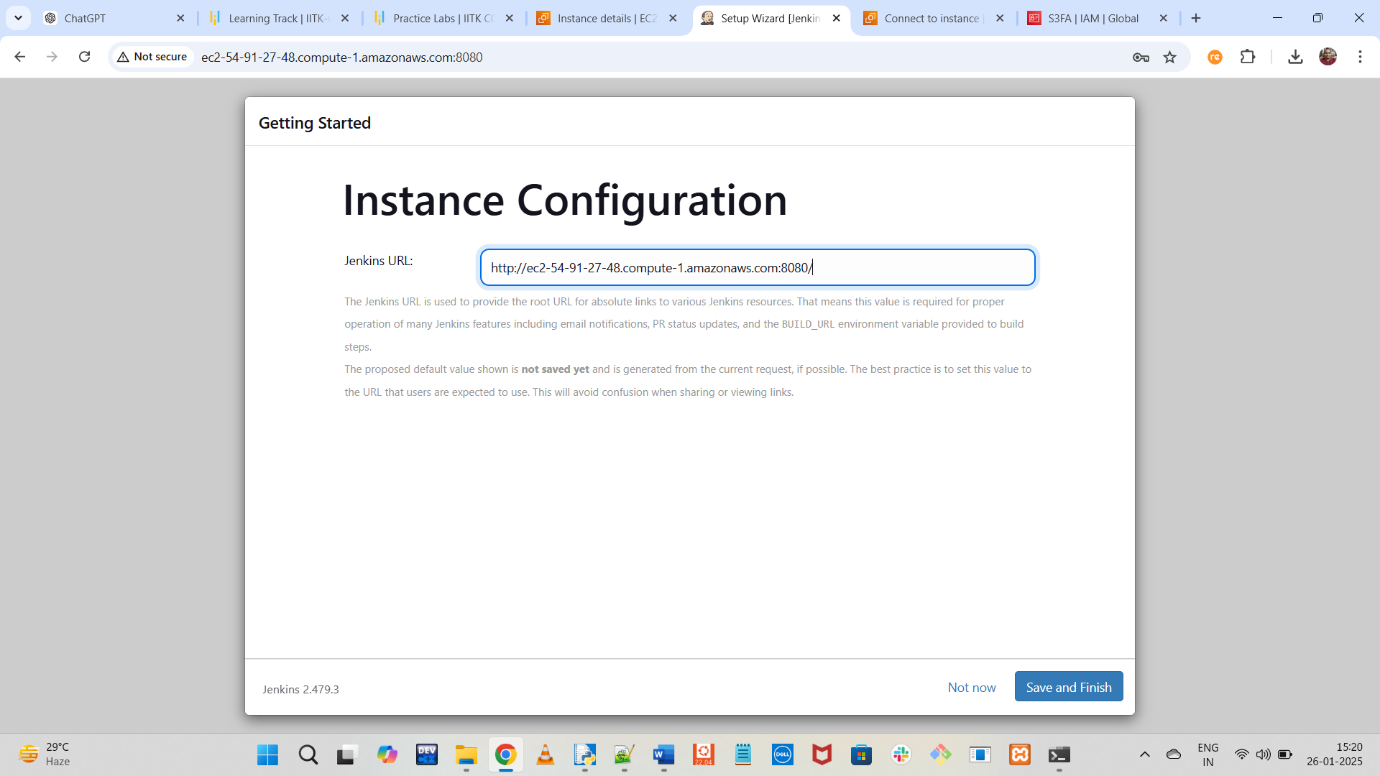 ChatGPT
Learning Track | IITK-
Practice Labs | IITK CC
Instance details | EC2
Setup Wizard [Jenkin
Connect to instance |
S3FA | IAM | Global
Not secure
ec2-54-91-27-48.compute-1.amazonaws.com:8080
re
Getting Started
Instance Configuration
Jenkins URL:
http://ec2-54-91-27-48.compute-1.amazonaws.com:8080/
The Jenkins URL is used to provide the root URL for absolute links to various Jenkins resources. That means this value is required for proper
operation of many Jenkins features including email notifications, PR status updates, and the BUILD_URL environment variable provided to build
steps.
The proposed default value shown is not saved yet and is generated from the current request, if possible. The best practice is to set this value to
the URL that users are expected to use. This will avoid confusion when sharing or viewing links.
Jenkins 2.479.3
Not now
Save and Finish
29°C
Haze
DEV
22.04
DELL
ENG
IN
15:20
26-01-2025